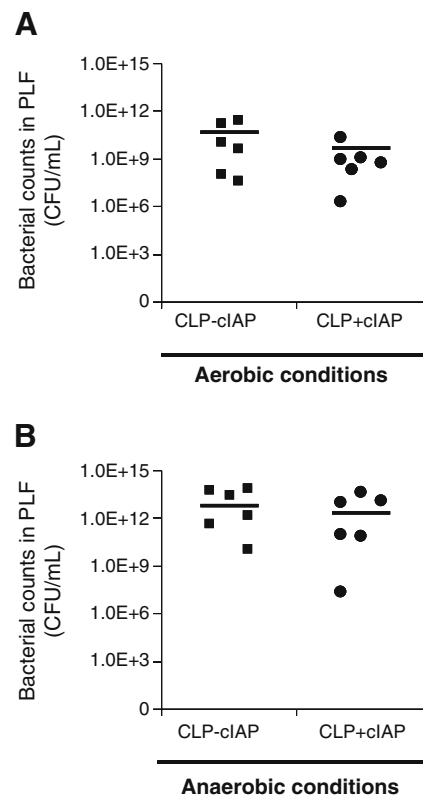 A
Bacterial counts in PLF
(CFU/mL)
1.0E+15
1.0E+12
1.0E+9
1.0E+6
1.0E+3
0
CLP-cIAP
CLP+cIAP
Aerobic conditions
B
Bacterial counts in PLF
(CFU/mL)
1.0E+15
1.0E+12
1.0E+9
1.0E+6
1.0E+3
0
CLP-cIAP
CLP+cIAP
Anaerobic conditions